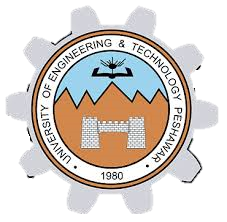 UNIVERSITY OF ENGINEERING & TECHNOLOGY PESHAWAR
1980